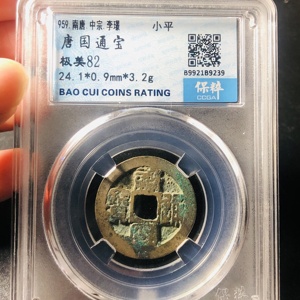 959. 南唐 中宗 李璟 小平
唐国通宝
极美82
24.1*0.9mm*3.2g
BAO CUI COINS RATING
8992189239
保粹